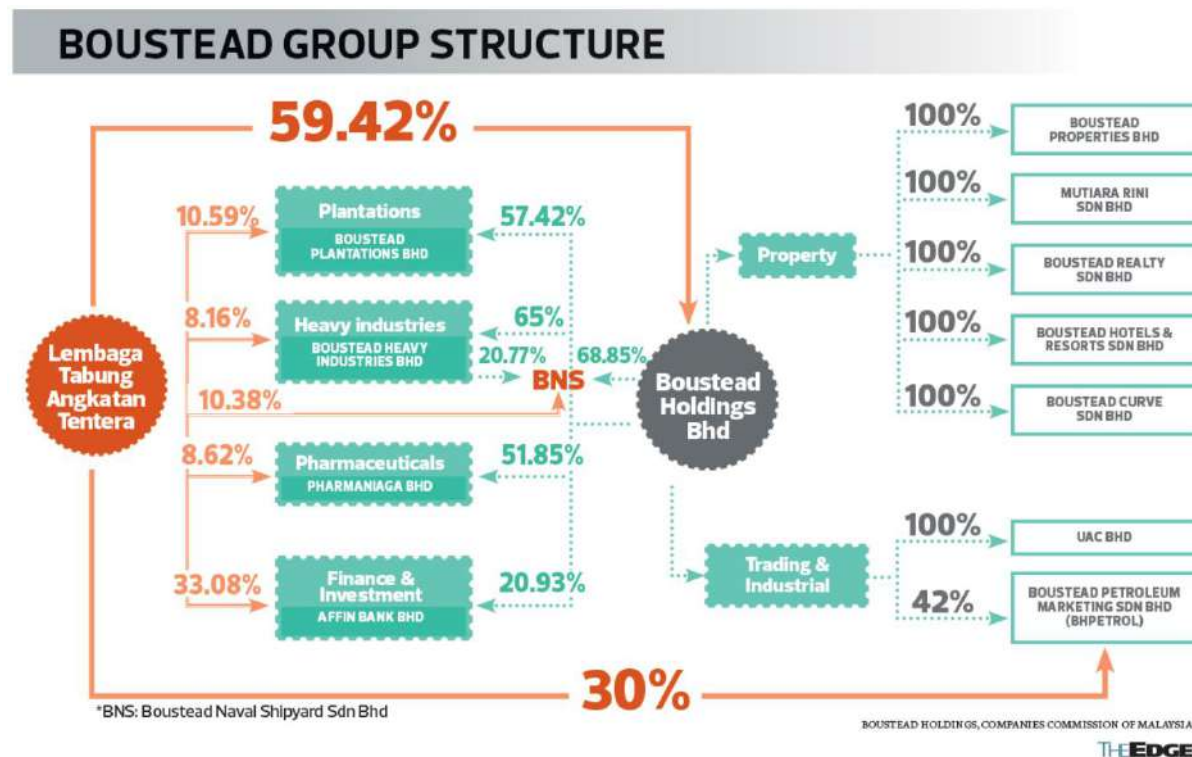 BOUSTEAD GROUP STRUCTURE
59.42%
10.59%
Plantations
BOUSTEAD
PLANTATIONS BHD
57.42%
8.16%
Heavy industries
BOUSTEAD HEAVY
INDUSTRIES BHD
65%
20.77%
68.85%
BNS
Lembaga
Tabung
Angkatan
Tentera
10.38%
Boustead
Holdings
Bhd
8.62%
Pharmaceuticals
PHARMANIAGA BHD
51.85%
33.08%
Finance &
Investment
AFFIN BANK BHD
20.93%
Property
100%
BOUSTEAD
PROPERTIES BHD
100%
MUTIARA RINI
SDN BHD
100%
BOUSTEAD REALTY
SDN BHD
100%
BOUSTEAD HOTELS &
RESORTS SDN BHD
100%
BOUSTEAD CURVE
SDN BHD
Trading &
Industrial
100%
UAC BHD
42%
BOUSTEAD PETROLEUM
MARKETING SDN BHD
(BHPETROL)
30%
*BNS: Boustead Naval Shipyard Sdn Bhd
BOUSTEAD HOLDINGS, COMPANIES COMMISSION OF MALAYSIA
THEEDGE